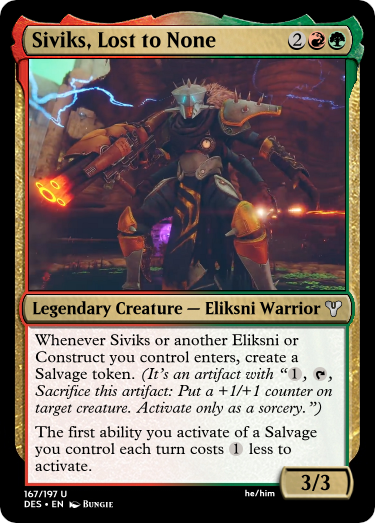 Siviks, Lost to None 2
Legendary Creature — Eliksni Warrior
Whenever Siviks or another Eliksni or
Construct you control enters, create a
Salvage token. (It's an artifact with “1, ,
Sacrifice this artifact: Put a +1/+1 counter on
target creature. Activate only as a sorcery.”)
The first ability you activate of a Salvage
you control each turn costs 1 less to
activate.
3/3
167/197 U
he/him
DES • EN Bungie